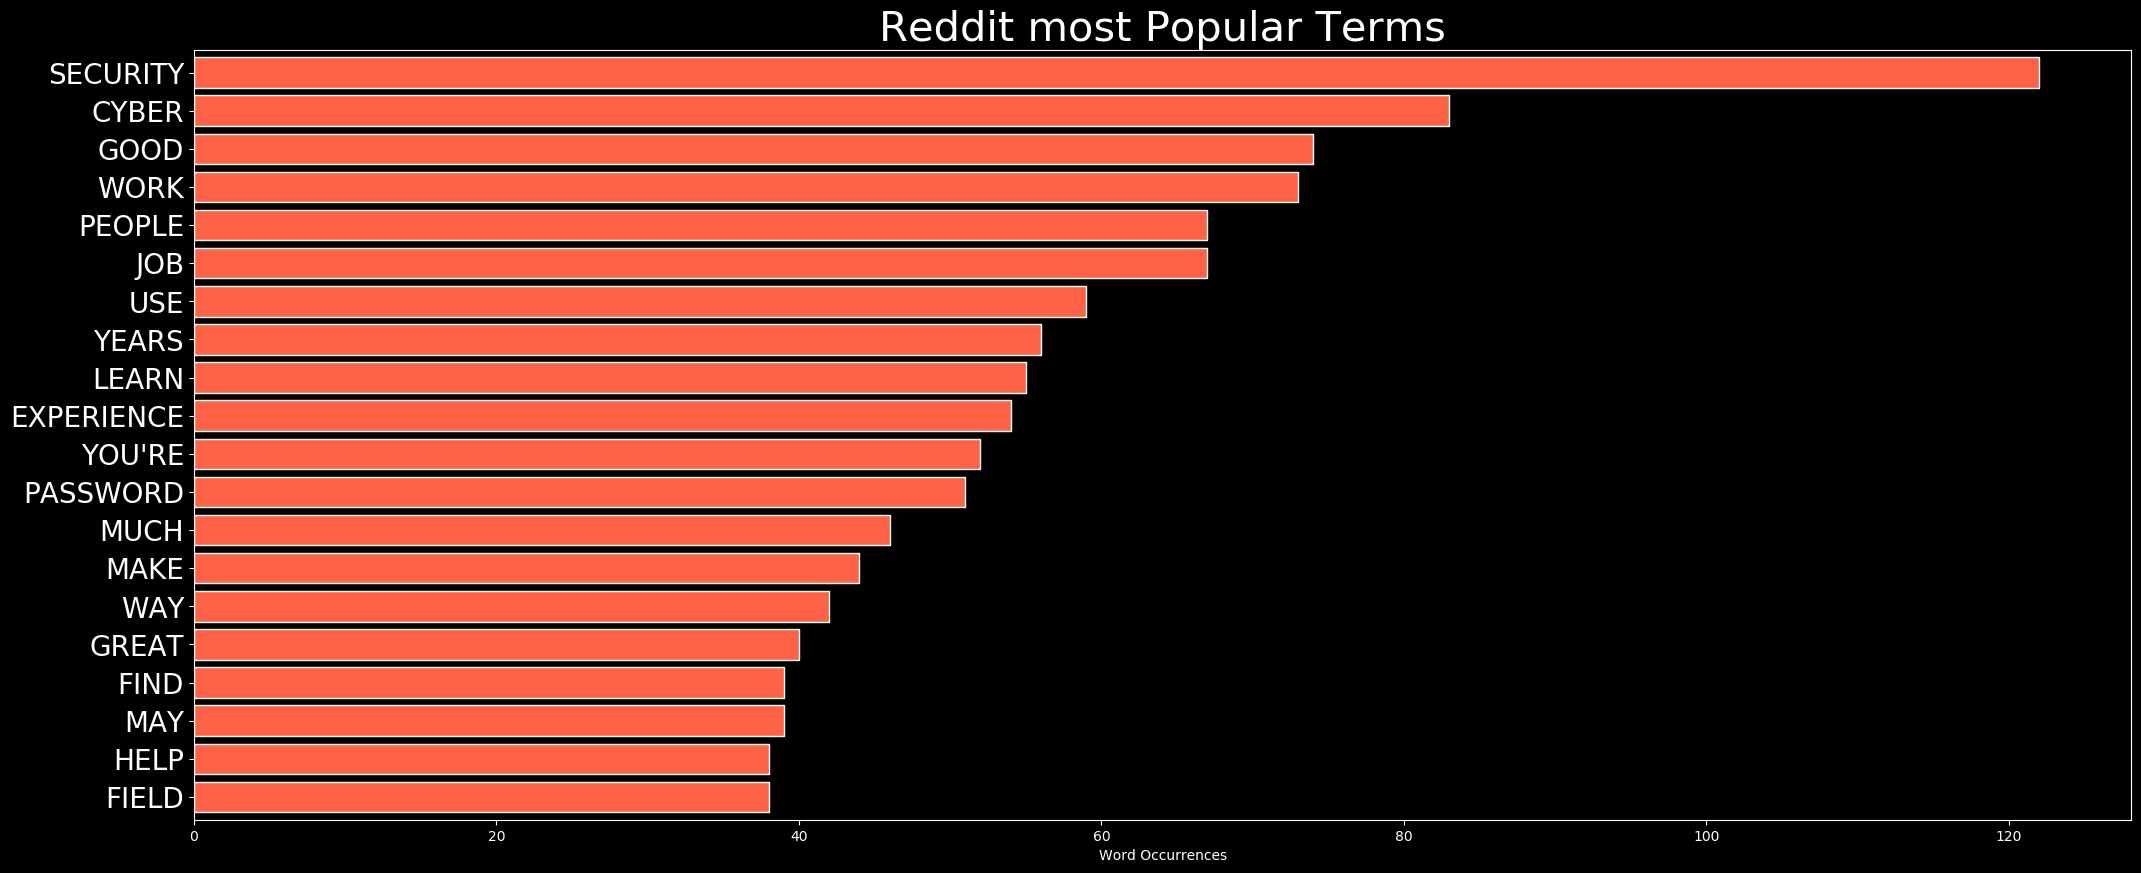 Reddit most Popular Terms
SECURITY
CYBER
GOOD
WORK
PEOPLE
JOB
USE
YEARS
LEARN
EXPERIENCE
YOU'RE
PASSWORD
MUCH
MAKE
WAY
GREAT
FIND
MAY
HELP
FIELD
0 20 40 60 80 100 120
Word Occurrences